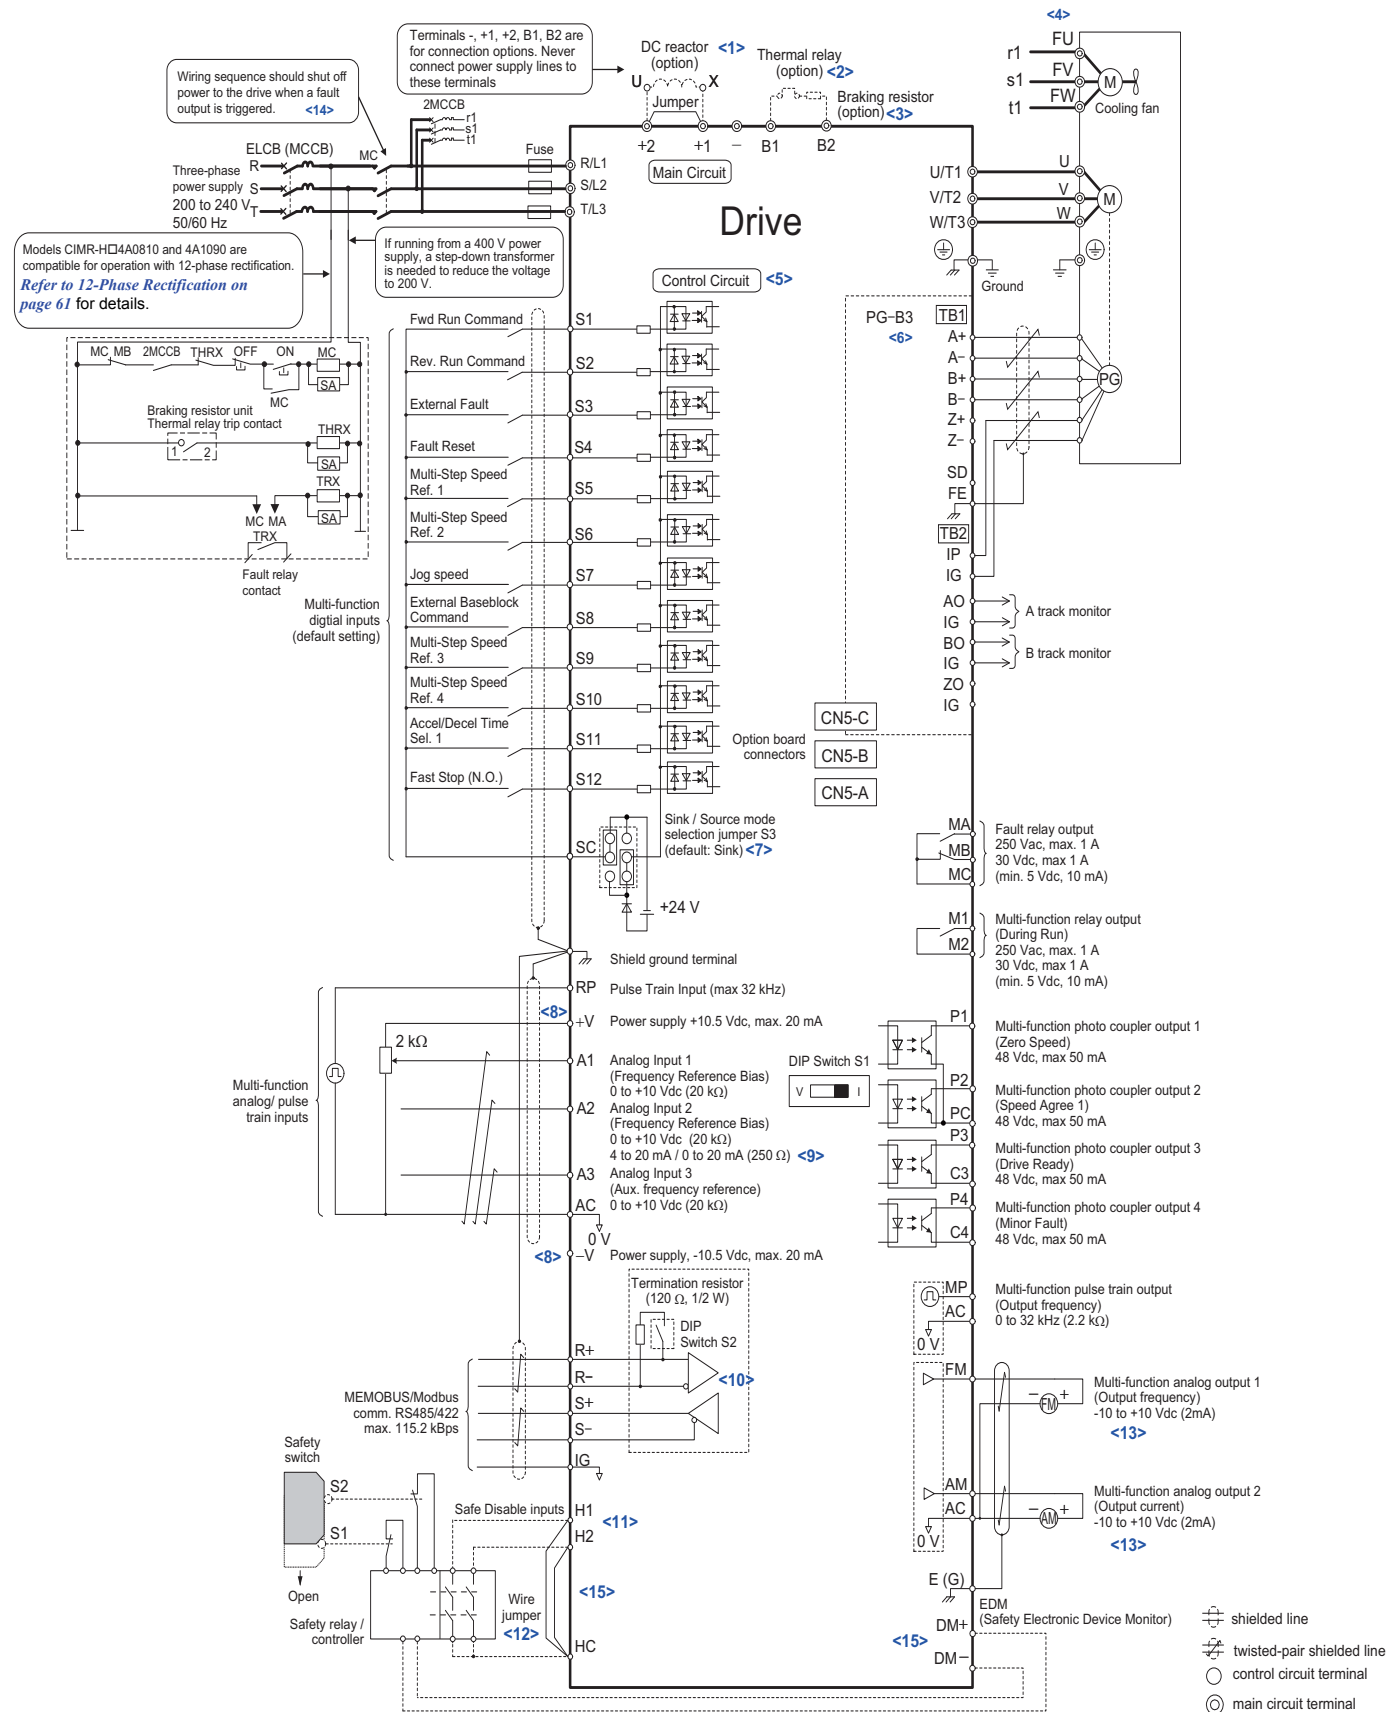 <4>
FU
r1
FV
s1
M
FW
t1
Cooling fan
Terminals -, +1, +2, B1, B2 are
for connection options. Never
connect power supply lines to
these terminals
DC reactor <1>
(option)
U X
Jumper
Thermal relay
(option) <2>
Braking resistor
(option) <3>
Wiring sequence should shut off
power to the drive when a fault
output is triggered. <14>
2MCCB
r1
s1
t1
+2 +1 − B1 B2
Main Circuit
ELCB (MCCB)
MC
Fuse
R
R/L1
Three-phase
power supply
200 to 240 V
50/60 Hz
S
S/L2
T
T/L3
Drive
U/T1
U
V/T2
V
M
W/T3
W
Ground
Models CIMR-H□4A0810 and 4A1090 are
compatible for operation with 12-phase rectification.
Refer to 12-Phase Rectification on
page 61 for details.
If running from a 400 V power
supply, a step-down transformer
is needed to reduce the voltage
to 200 V.
Control Circuit <5>
MC MB 2MCCB THRX OFF ON MC
SA
MC
Braking resistor unit
Thermal relay trip contact
1 2
THRX
SA
TRX
SA
MC MA
TRX
Fault relay
contact
Multi-function
digtial inputs
(default setting)
Fwd Run Command
S1
Rev. Run Command
S2
External Fault
S3
Fault Reset
S4
Multi-Step Speed
Ref. 1
S5
Multi-Step Speed
Ref. 2
S6
Jog speed
S7
External Baseblock
Command
S8
Multi-Step Speed
Ref. 3
S9
Multi-Step Speed
Ref. 4
S10
Accel/Decel Time
Sel. 1
S11
Fast Stop (N.O.)
S12
SC
Sink / Source mode
selection jumper S3
(default: Sink) <7>
+24 V
PG−B3
<6>
TB1
A+
A−
B+
B−
Z+
Z−
PG
SD
FE
TB2
IP
IG
AO
IG
A track monitor
BO
IG
B track monitor
ZO
IG
Option board
connectors
CN5-C
CN5-B
CN5-A
MA
MB
MC
Fault relay output
250 Vac, max. 1 A
30 Vdc, max 1 A
(min. 5 Vdc, 10 mA)
M1
M2
Multi-function relay output
(During Run)
250 Vac, max. 1 A
30 Vdc, max 1 A
(min. 5 Vdc, 10 mA)
Shield ground terminal
RP
Pulse Train Input (max 32 kHz)
<8>
+V
Power supply +10.5 Vdc, max. 20 mA
2 kΩ
Multi-function
analog/ pulse
train inputs
A1
Analog Input 1
(Frequency Reference Bias)
0 to +10 Vdc (20 kΩ)
A2
Analog Input 2
(Frequency Reference Bias)
0 to +10 Vdc (20 kΩ)
4 to 20 mA / 0 to 20 mA (250 Ω) <9>
A3
Analog Input 3
(Aux. frequency reference)
0 to +10 Vdc (20 kΩ)
AC
0 V
<8>
−V
Power supply, -10.5 Vdc, max. 20 mA
DIP Switch S1
V I
P1
Multi-function photo coupler output 1
(Zero Speed)
48 Vdc, max 50 mA
P2
PC
Multi-function photo coupler output 2
(Speed Agree 1)
48 Vdc, max 50 mA
P3
C3
Multi-function photo coupler output 3
(Drive Ready)
48 Vdc, max 50 mA
P4
C4
Multi-function photo coupler output 4
(Minor Fault)
48 Vdc, max 50 mA
Termination resistor
(120 Ω, 1/2 W)
DIP
Switch S2
<10>
MEMOBUS/Modbus
comm. RS485/422
max. 115.2 kBps
R+
R−
S+
S−
IG
MP
AC
0 V
Multi-function pulse train output
(Output frequency)
0 to 32 kHz (2.2 kΩ)
FM
− FM +
Multi-function analog output 1
(Output frequency)
-10 to +10 Vdc (2mA)
<13>
AM
AC
0 V
− AM +
Multi-function analog output 2
(Output current)
-10 to +10 Vdc (2mA)
<13>
E (G)
Safety
switch
S2
S1
Open
Safety relay /
controller
Safe Disable inputs
H1
<11>
H2
<15>
Wire
jumper
<12>
HC
EDM
(Safety Electronic Device Monitor)
DM+
<15>
DM−
shielded line
twisted-pair shielded line
control circuit terminal
main circuit terminal